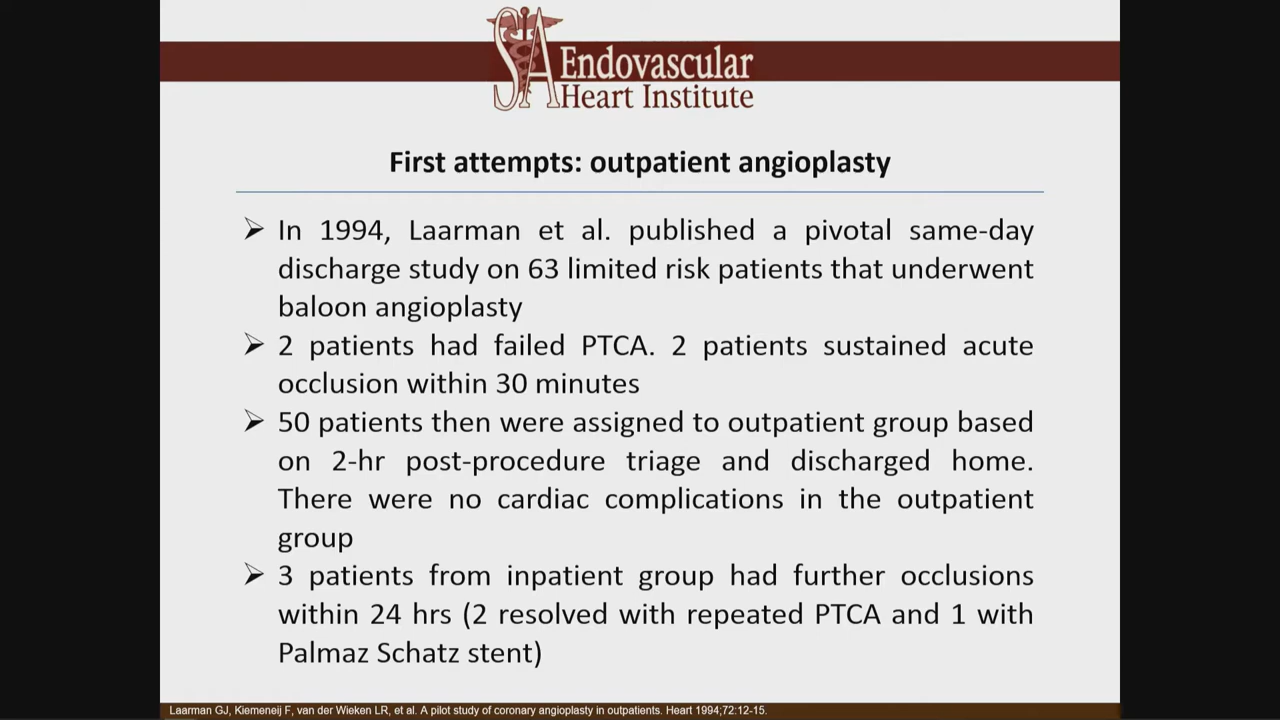 SA Endovascular
Heart Institute
First attempts: outpatient angioplasty
➢ In 1994, Laarman et al. published a pivotal same-day
discharge study on 63 limited risk patients that underwent
baloon angioplasty
➢ 2 patients had failed PTCA. 2 patients sustained acute
occlusion within 30 minutes
➢ 50 patients then were assigned to outpatient group based
on 2-hr post-procedure triage and discharged home.
There were no cardiac complications in the outpatient
group
➢ 3 patients from inpatient group had further occlusions
within 24 hrs (2 resolved with repeated PTCA and 1 with
Palmaz Schatz stent)
Laarman GJ, Kiemeneij F, van der Wieken LR, et al. A pilot study of coronary angioplasty in outpatients. Heart 1994;72:12-15.